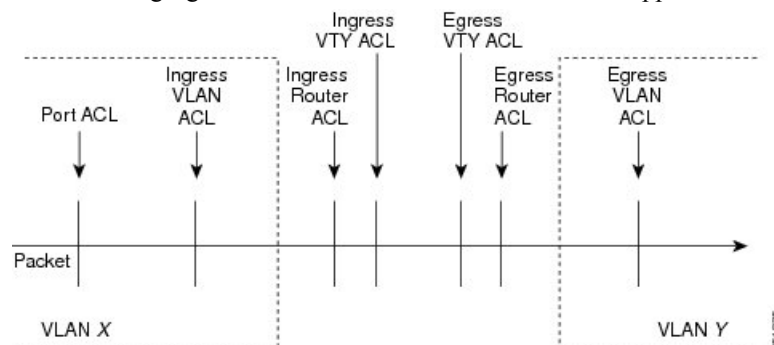 Ingress
VTY ACL
Egress
VTY ACL
Port ACL
Ingress
VLAN
ACL
Ingress
Router
ACL
Egress
Router
ACL
Egress
VLAN
ACL
Packet
VLAN X
VLAN Y